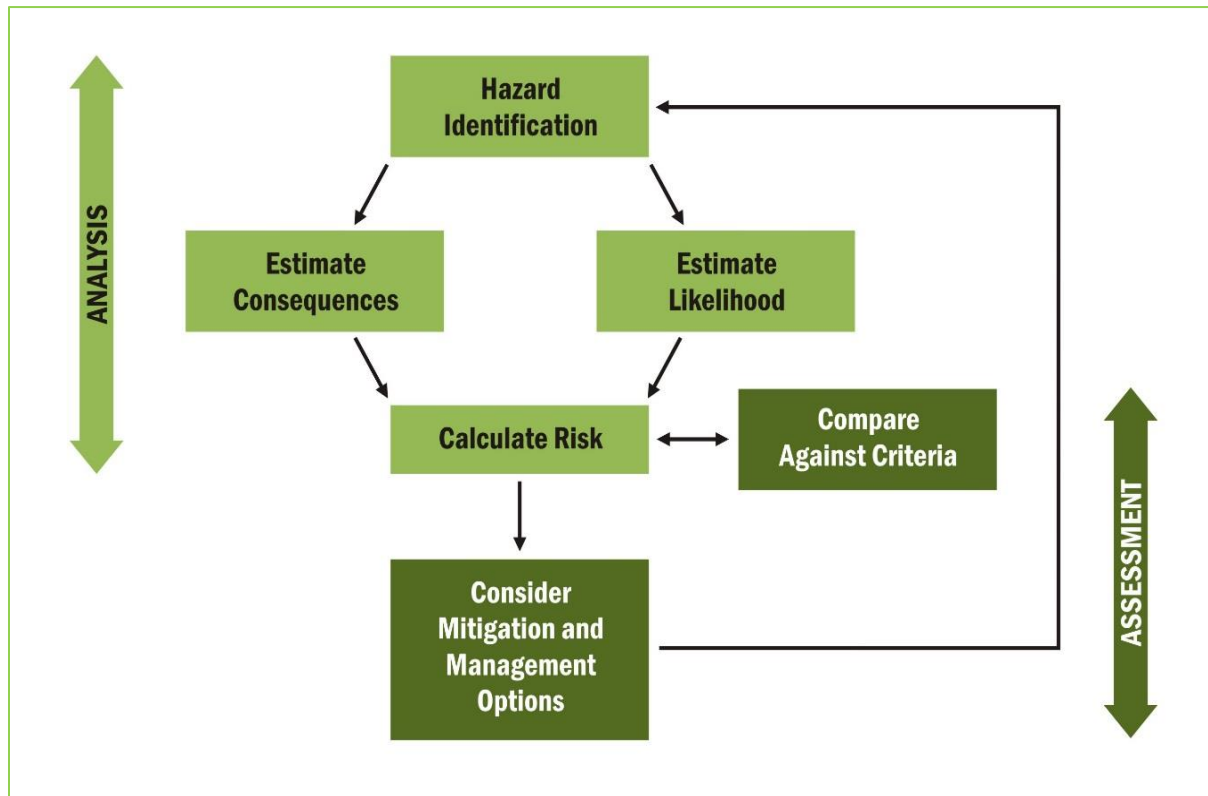 Hazard
Identification
ANALYSIS
Estimate
Consequences
Estimate
Likelihood
Calculate Risk
Compare
Against Criteria
Consider
Mitigation and
Management
Options
ASSESSMENT